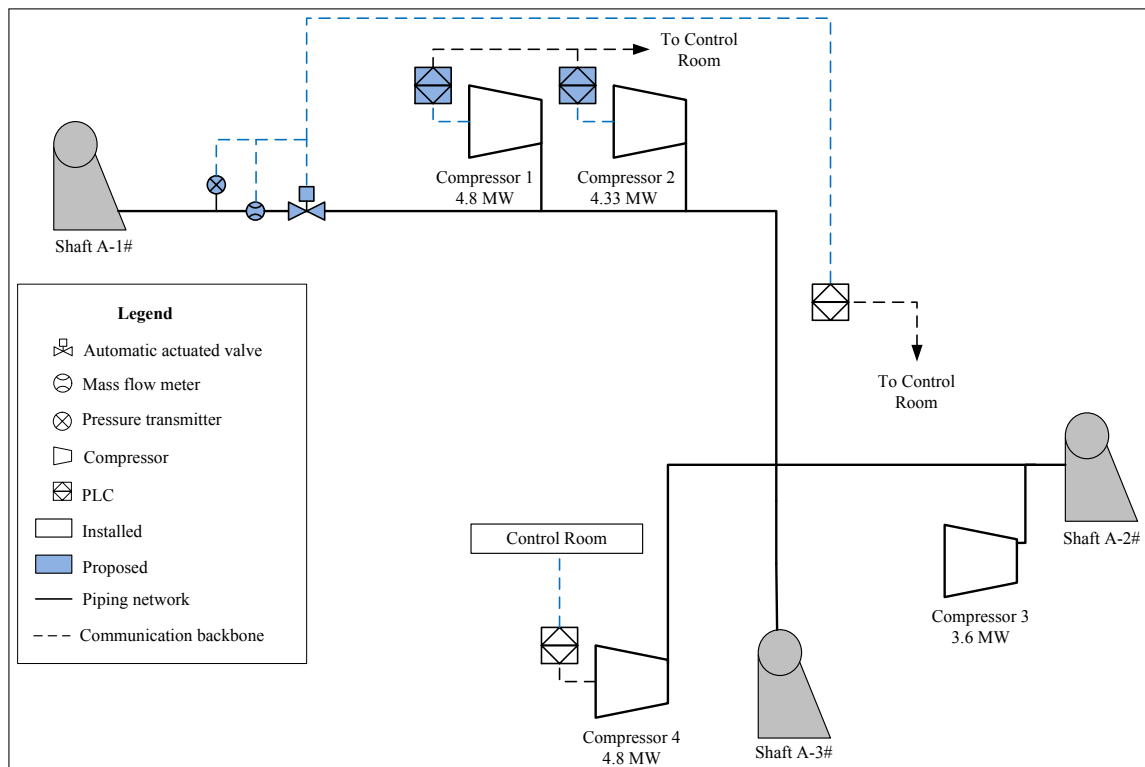 To Control
Room
Compressor 1
4.8 MW
Compressor 2
4.33 MW
Shaft A-1#
Legend
Automatic actuated valve
Mass flow meter
Pressure transmitter
Compressor
PLC
Installed
Proposed
Piping network
Communication backbone
To Control
Room
Control Room
Shaft A-2#
Compressor 3
3.6 MW
Compressor 4
4.8 MW
Shaft A-3#